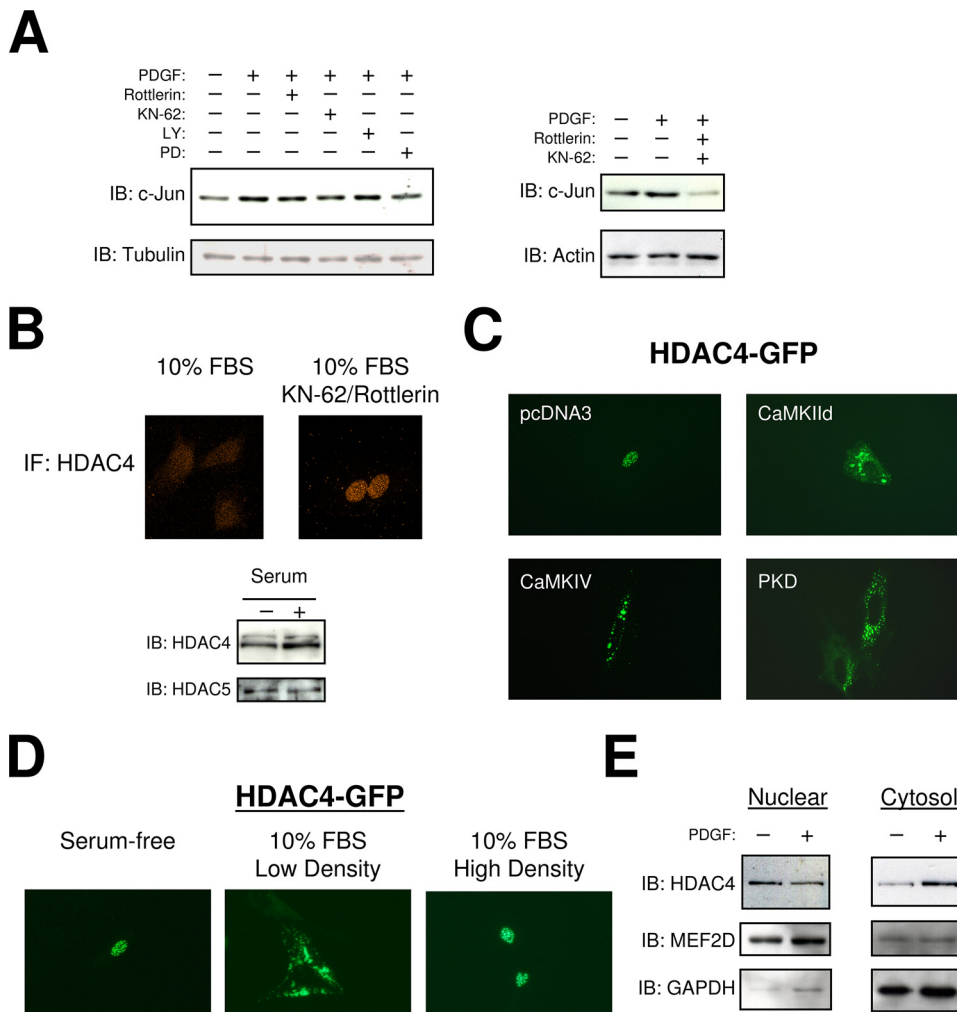 A
PDGF: − + + + + +
Rottlerin: +
KN-62: − − − + − −
LY: − − − − + −
PD: − − − − − +
IB: c-Jun
IB: Tubulin
PDGF: − + +
Rottlerin: − − +
KN-62: − − +
IB: c-Jun
IB: Actin
B
10% FBS
10% FBS
KN-62/Rottlerin
IF: HDAC4
Serum
− +
IB: HDAC4
IB: HDAC5
C
HDAC4-GFP
pcDNA3
CaMKIId
CaMKIV
PKD
D
HDAC4-GFP
Serum-free
10% FBS
Low Density
10% FBS
High Density
E
Nuclear
Cytosol
PDGF: − + − +
IB: HDAC4
IB: MEF2D
IB: GAPDH